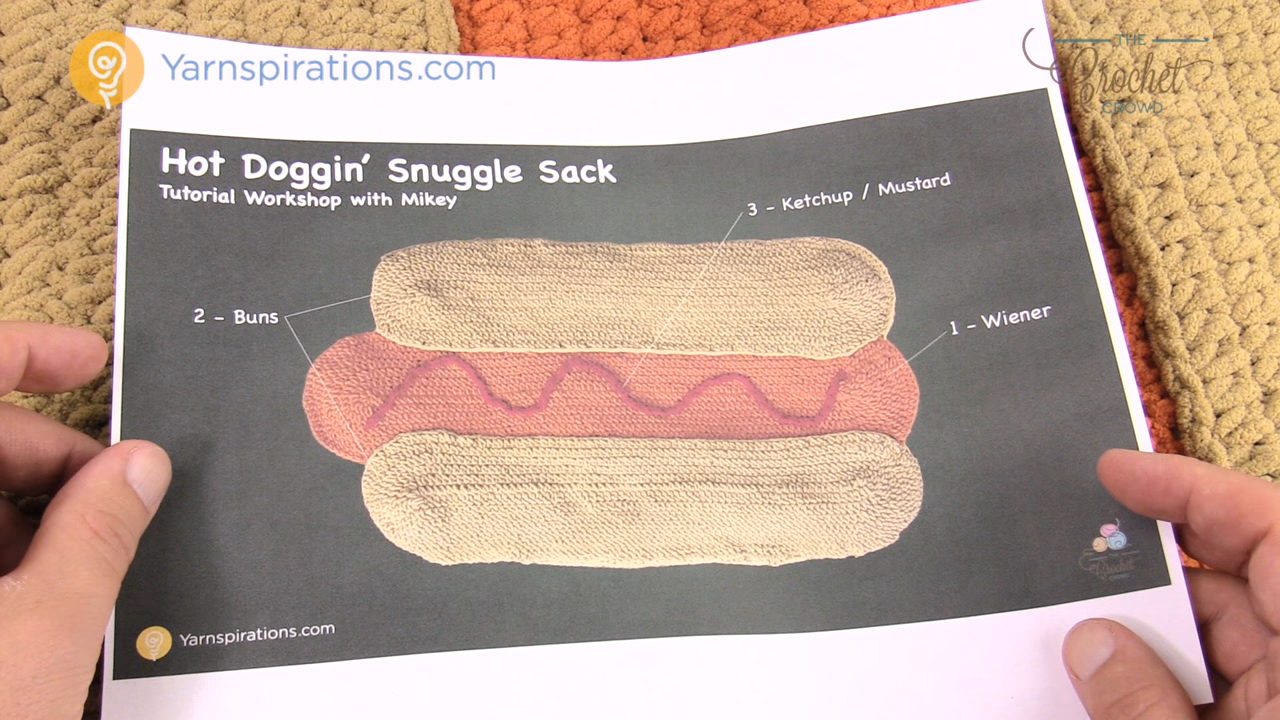 Yarnspirations.com
THE
Crochet
CROWD
Hot Doggin' Snuggle Sack
Tutorial Workshop with Mikey
3 - Ketchup / Mustard
2 - Buns
1 - Wiener
Crochet
Yarnspirations.com